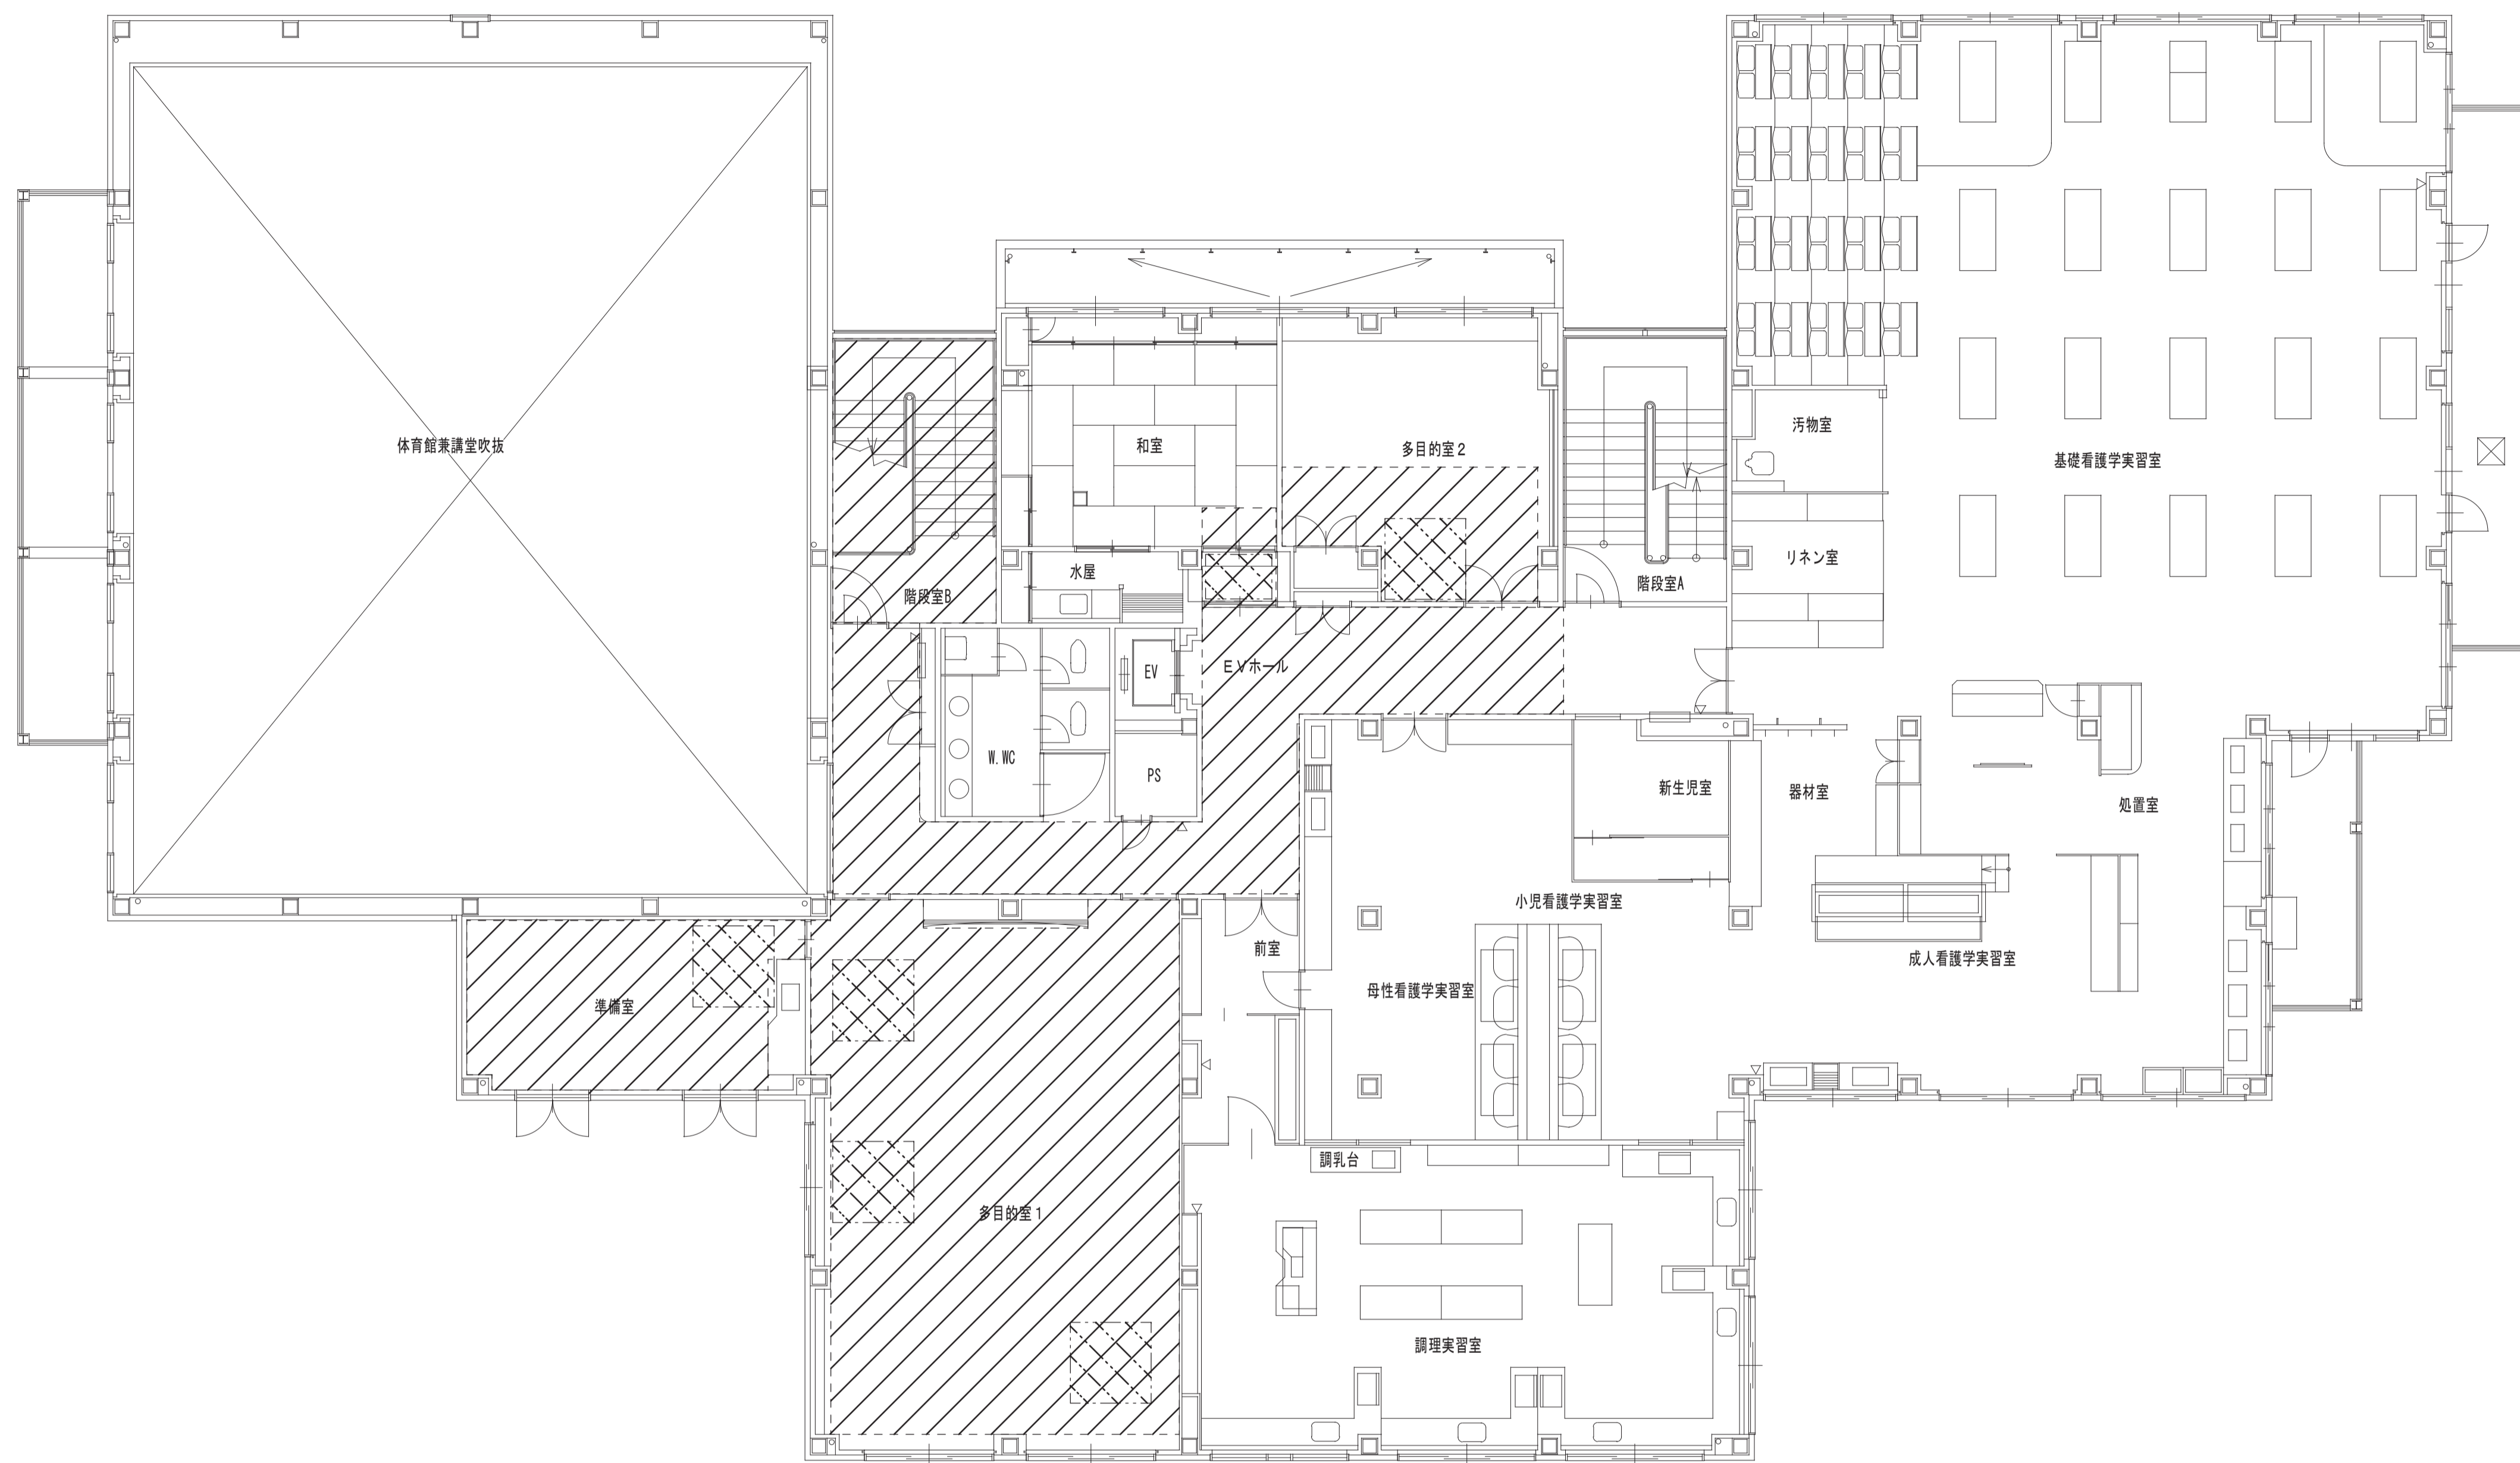 汚物室
体育館兼講堂吹抜
和室
多目的室２
基礎看護学実習室
リネン室
水屋
階段室A
階段室B
ＥＶホール
EV
W.WC
PS
新生児室
器材室
処置室
小児看護学実習室
前室
成人看護学実習室
母性看護学実習室
準備室
調乳台
多目的室１
調理実習室